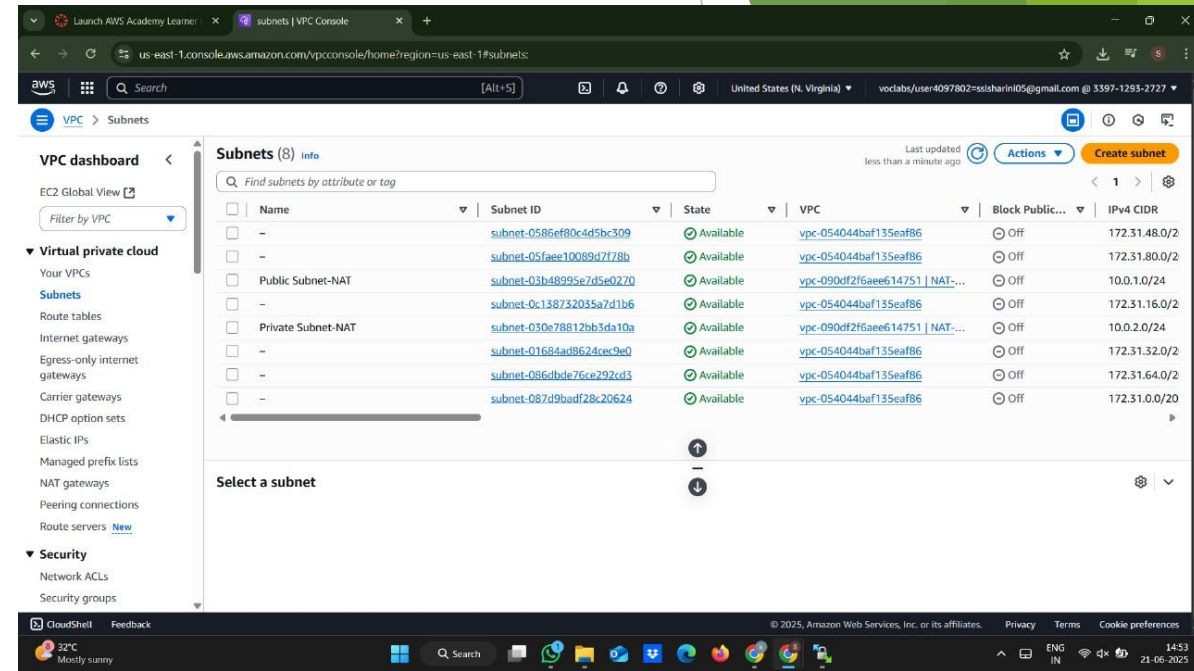 Launch AWS Academy Learner
subnets | VPC Console
us-east-1.console.aws.amazon.com/vpcconsole/home?region=us-east-1#subnets:
S
aws
Search
[Alt+S]
United States (N. Virginia)
voclabs/user4097802=sslsharini05@gmail.com @ 3397-1293-2727
VPC > Subnets
VPC dashboard
EC2 Global View
Filter by VPC
Virtual private cloud
Your VPCs
Subnets
Route tables
Internet gateways
Egress-only internet
gateways
Carrier gateways
DHCP option sets
Elastic IPs
Managed prefix lists
NAT gateways
Peering connections
Route servers New
Security
Network ACLs
Security groups
Subnets (8) Info
Last updated
less than a minute ago
Actions
Create subnet
Find subnets by attribute or tag
1
Name Subnet ID State VPC Block Public... IPv4 CIDR
– subnet-0586ef80c4d5bc309 Available vpc-054044baf135eaf86 Off 172.31.48.0/2
– subnet-05faee10089d7f78b Available vpc-054044baf135eaf86 Off 172.31.80.0/2
Public Subnet-NAT subnet-03b48995e7d5e0270 Available vpc-090df2f6aee614751 | NAT-... Off 10.0.1.0/24
– subnet-0c138732035a7d1b6 Available vpc-054044baf135eaf86 Off 172.31.16.0/2
Private Subnet-NAT subnet-030e78812bb3da10a Available vpc-090df2f6aee614751 | NAT-... Off 10.0.2.0/24
– subnet-01684ad8624cec9e0 Available vpc-054044baf135eaf86 Off 172.31.32.0/2
– subnet-086dbde76ce292cd3 Available vpc-054044baf135eaf86 Off 172.31.64.0/2
– subnet-087d9badf28c20624 Available vpc-054044baf135eaf86 Off 172.31.0.0/20
Select a subnet
CloudShell Feedback
© 2025, Amazon Web Services, Inc. or its affiliates. Privacy Terms Cookie preferences
32°C
Mostly sunny
Search
ENG
IN
14:53
21-06-2025